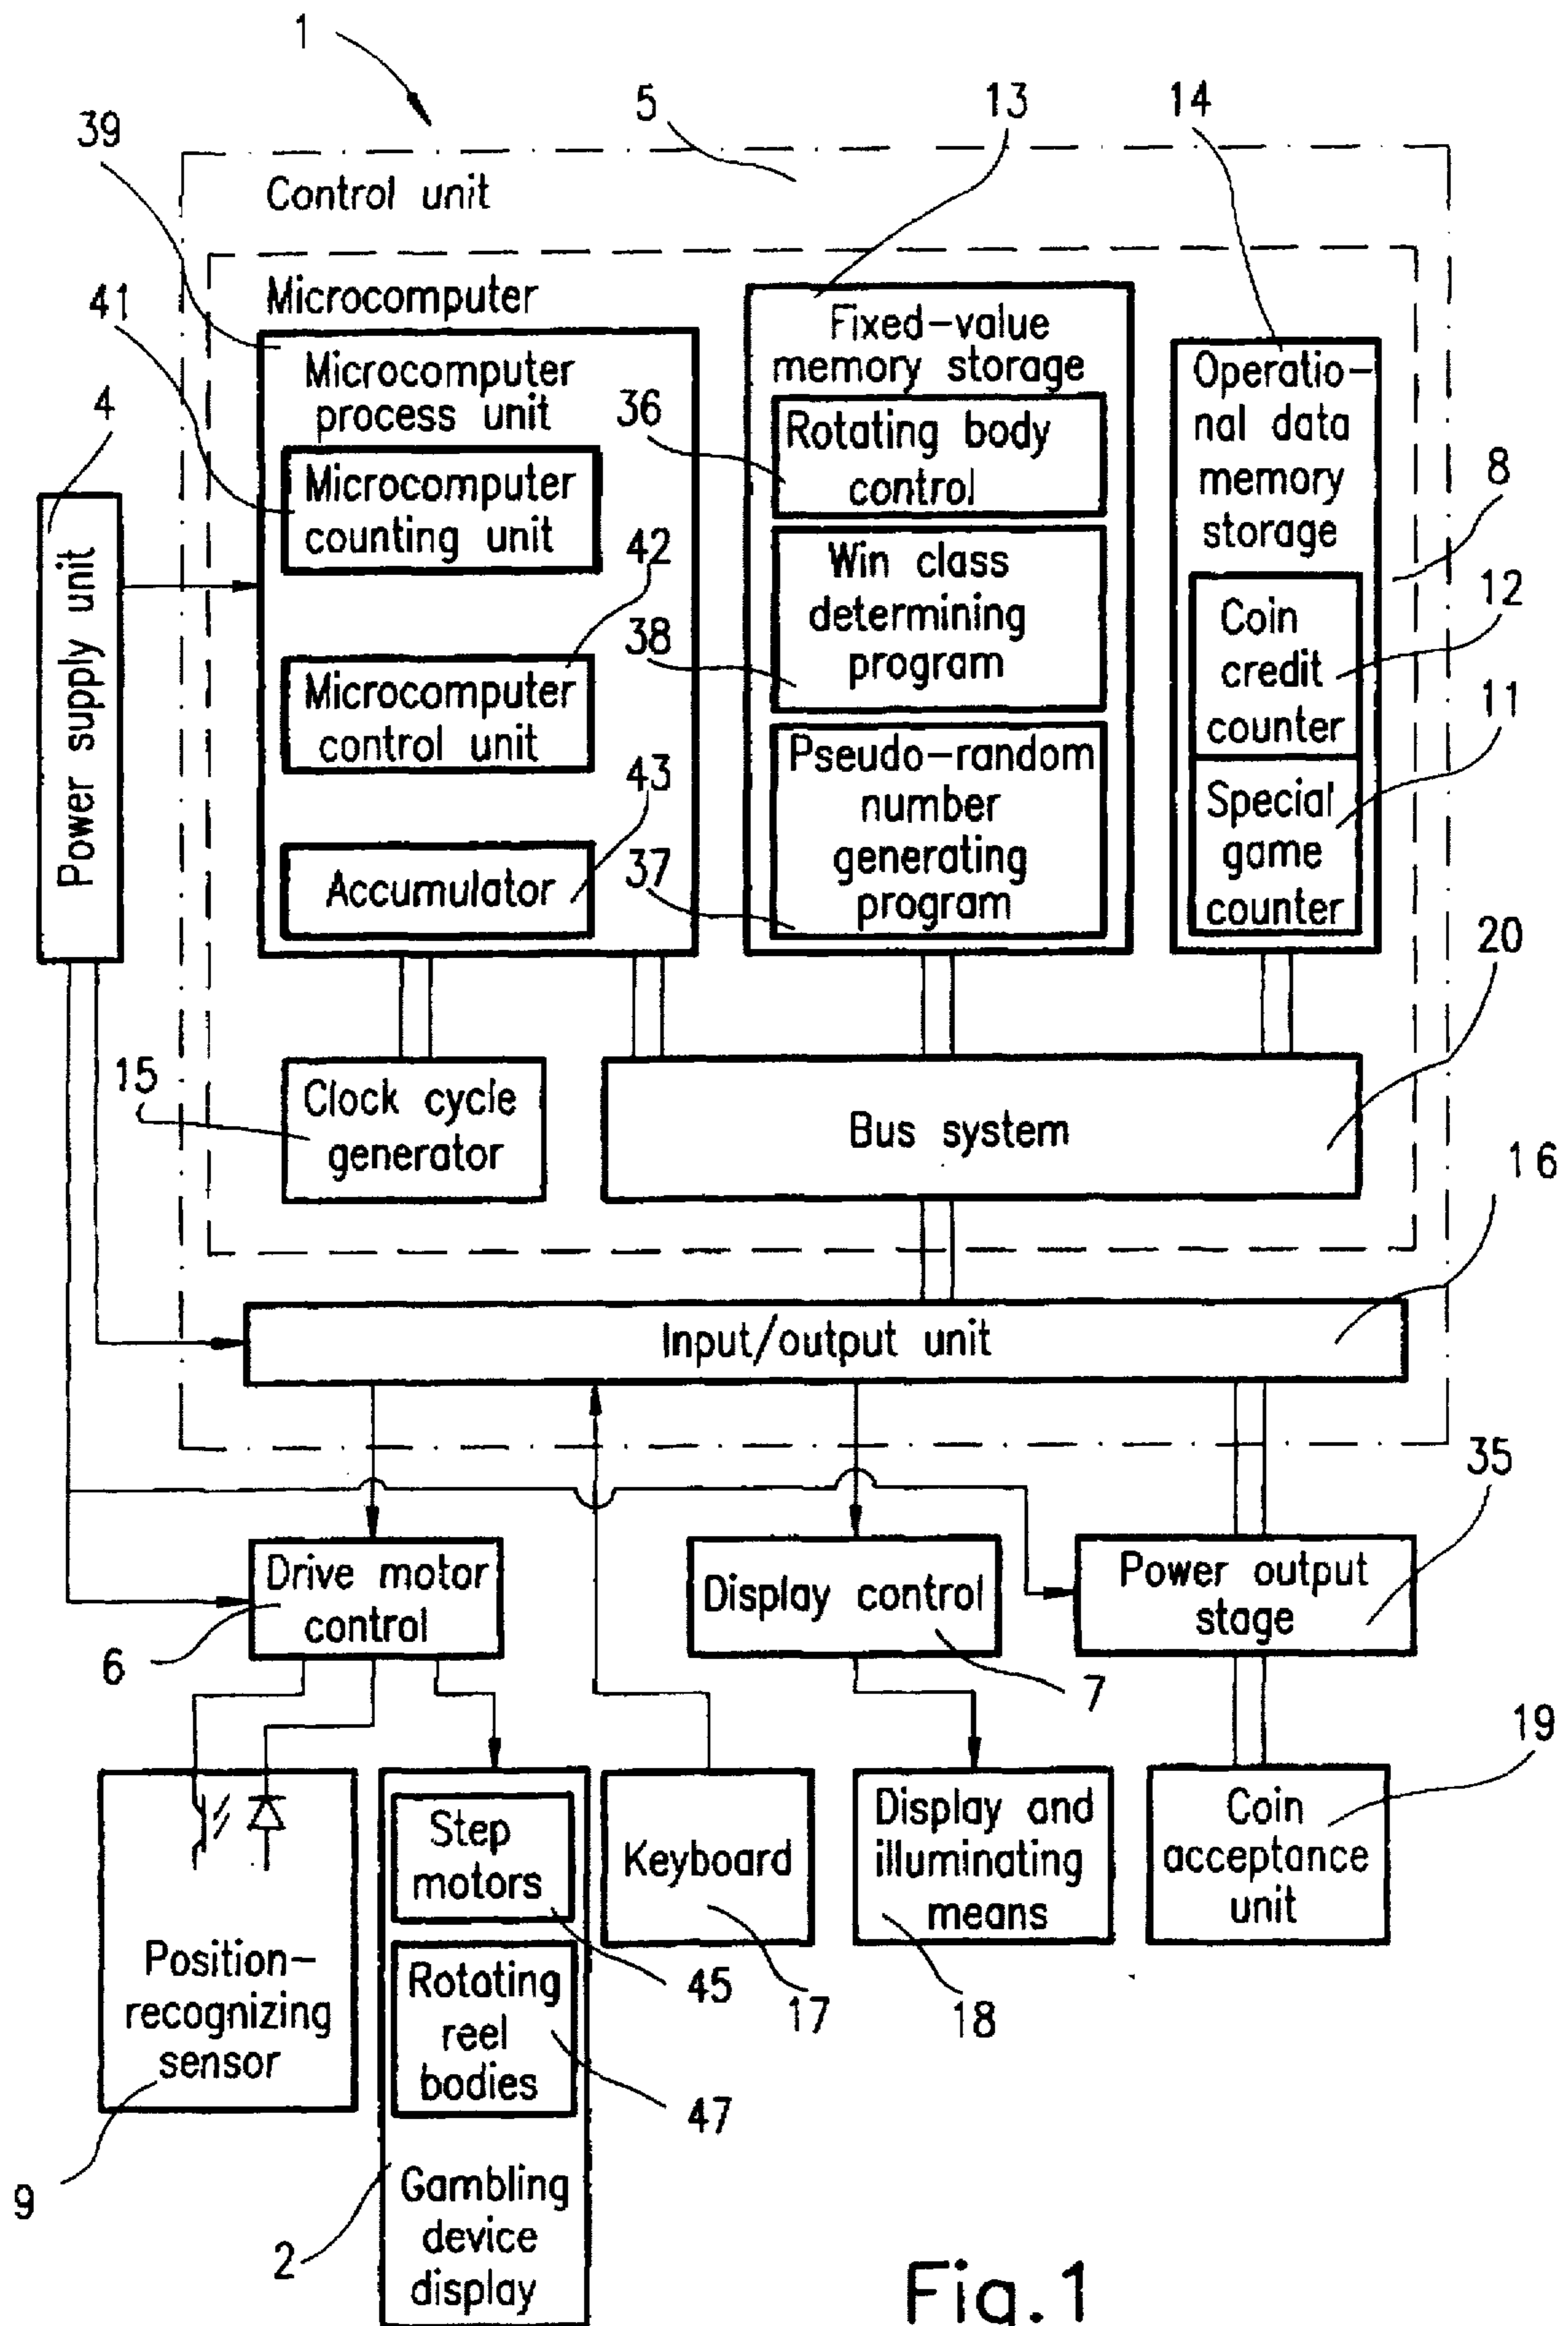 1
5
13
14
39
Control unit
41
Microcomputer
4
Microcomputer
process unit
Microcomputer
counting unit
42
Microcomputer
control unit
43
Accumulator
Fixed-value
memory storage
36
Rotating body
control
Win class
determining
program
38
Pseudo-random
number
generating
program
37
Operatio-
nal data
memory
storage
8
Coin
credit
counter
12
Special
game
counter
11
20
Power supply unit
15
Clock cycle
generator
Bus system
16
Input/output unit
35
Drive motor
control
6
Display control
7
Power output
stage
19
Position-
recognizing
sensor
9
Step
motors
45
Rotating
reel
bodies
47
Gambling
device
display
2
Keyboard
17
Display and
illuminating
means
18
Coin
acceptance
unit
Fig.1